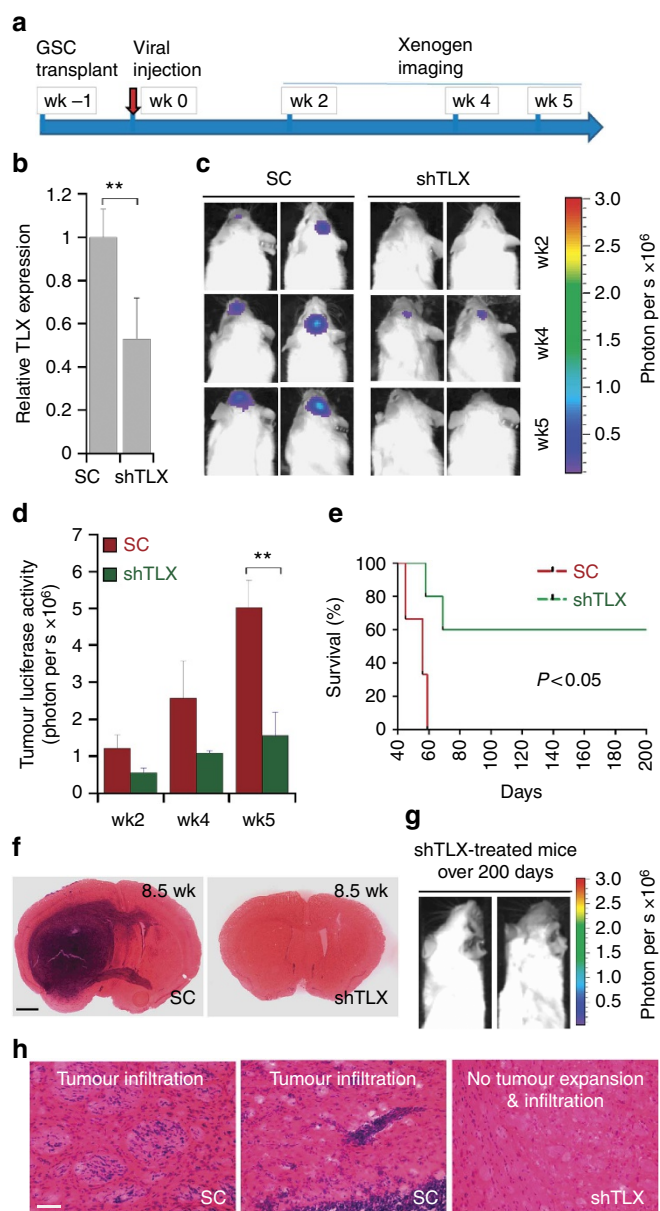 a
GSC transplant
Viral injection
Xenogen imaging
wk –1
wk 0
wk 2
wk 4
wk 5
b
**
Relative TLX expression
1.2
1
0.8
0.6
0.4
0.2
0
SC
shTLX
c
SC
shTLX
wk2
wk4
wk5
3.0
2.5
2.0
1.5
1.0
0.5
Photon per s ×10⁶
d
SC
shTLX
**
Tumour luciferase activity
(photon per s ×10⁶)
7
6
5
4
3
2
1
0
wk2
wk4
wk5
e
SC
shTLX
P<0.05
Survival (%)
100
80
60
40
20
0
40
60
80
100
120
140
160
180
200
Days
f
8.5 wk
SC
8.5 wk
shTLX
g
shTLX-treated mice
over 200 days
3.0
2.5
2.0
1.5
1.0
0.5
Photon per s ×10⁶
h
Tumour infiltration
SC
Tumour infiltration
SC
No tumour expansion
& infiltration
shTLX